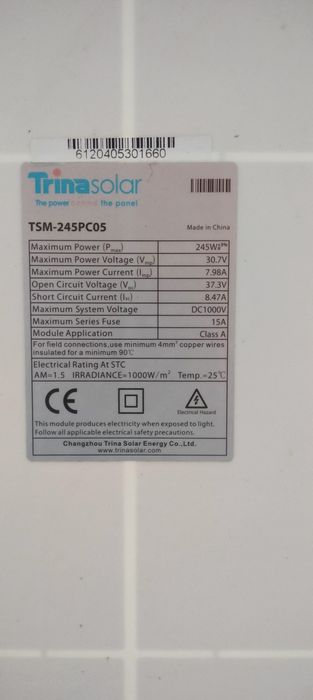 6120405301660
Trinasolar
The power behind the panel
TSM-245PC05 Made in China
Maximum Power (Pmax) 245W±3%
Maximum Power Voltage (Vmp) 30.7V
Maximum Power Current (Imp) 7.98A
Open Circuit Voltage (Voc) 37.3V
Short Circuit Current (Isc) 8.47A
Maximum System Voltage DC1000V
Maximum Series Fuse 15A
Module Application Class A
For field connections,use minimum 4mm² copper wires
insulated for a minimum 90℃
Electrical Rating At STC
AM=1.5 IRRADIANCE=1000W/m² Temp.=25℃
CE
Electrical Hazard
This module produces electricity when exposed to light.
Follow all applicable electrical safety precautions.
Changzhou Trina Solar Energy Co.,Ltd.
www.trinasolar.com